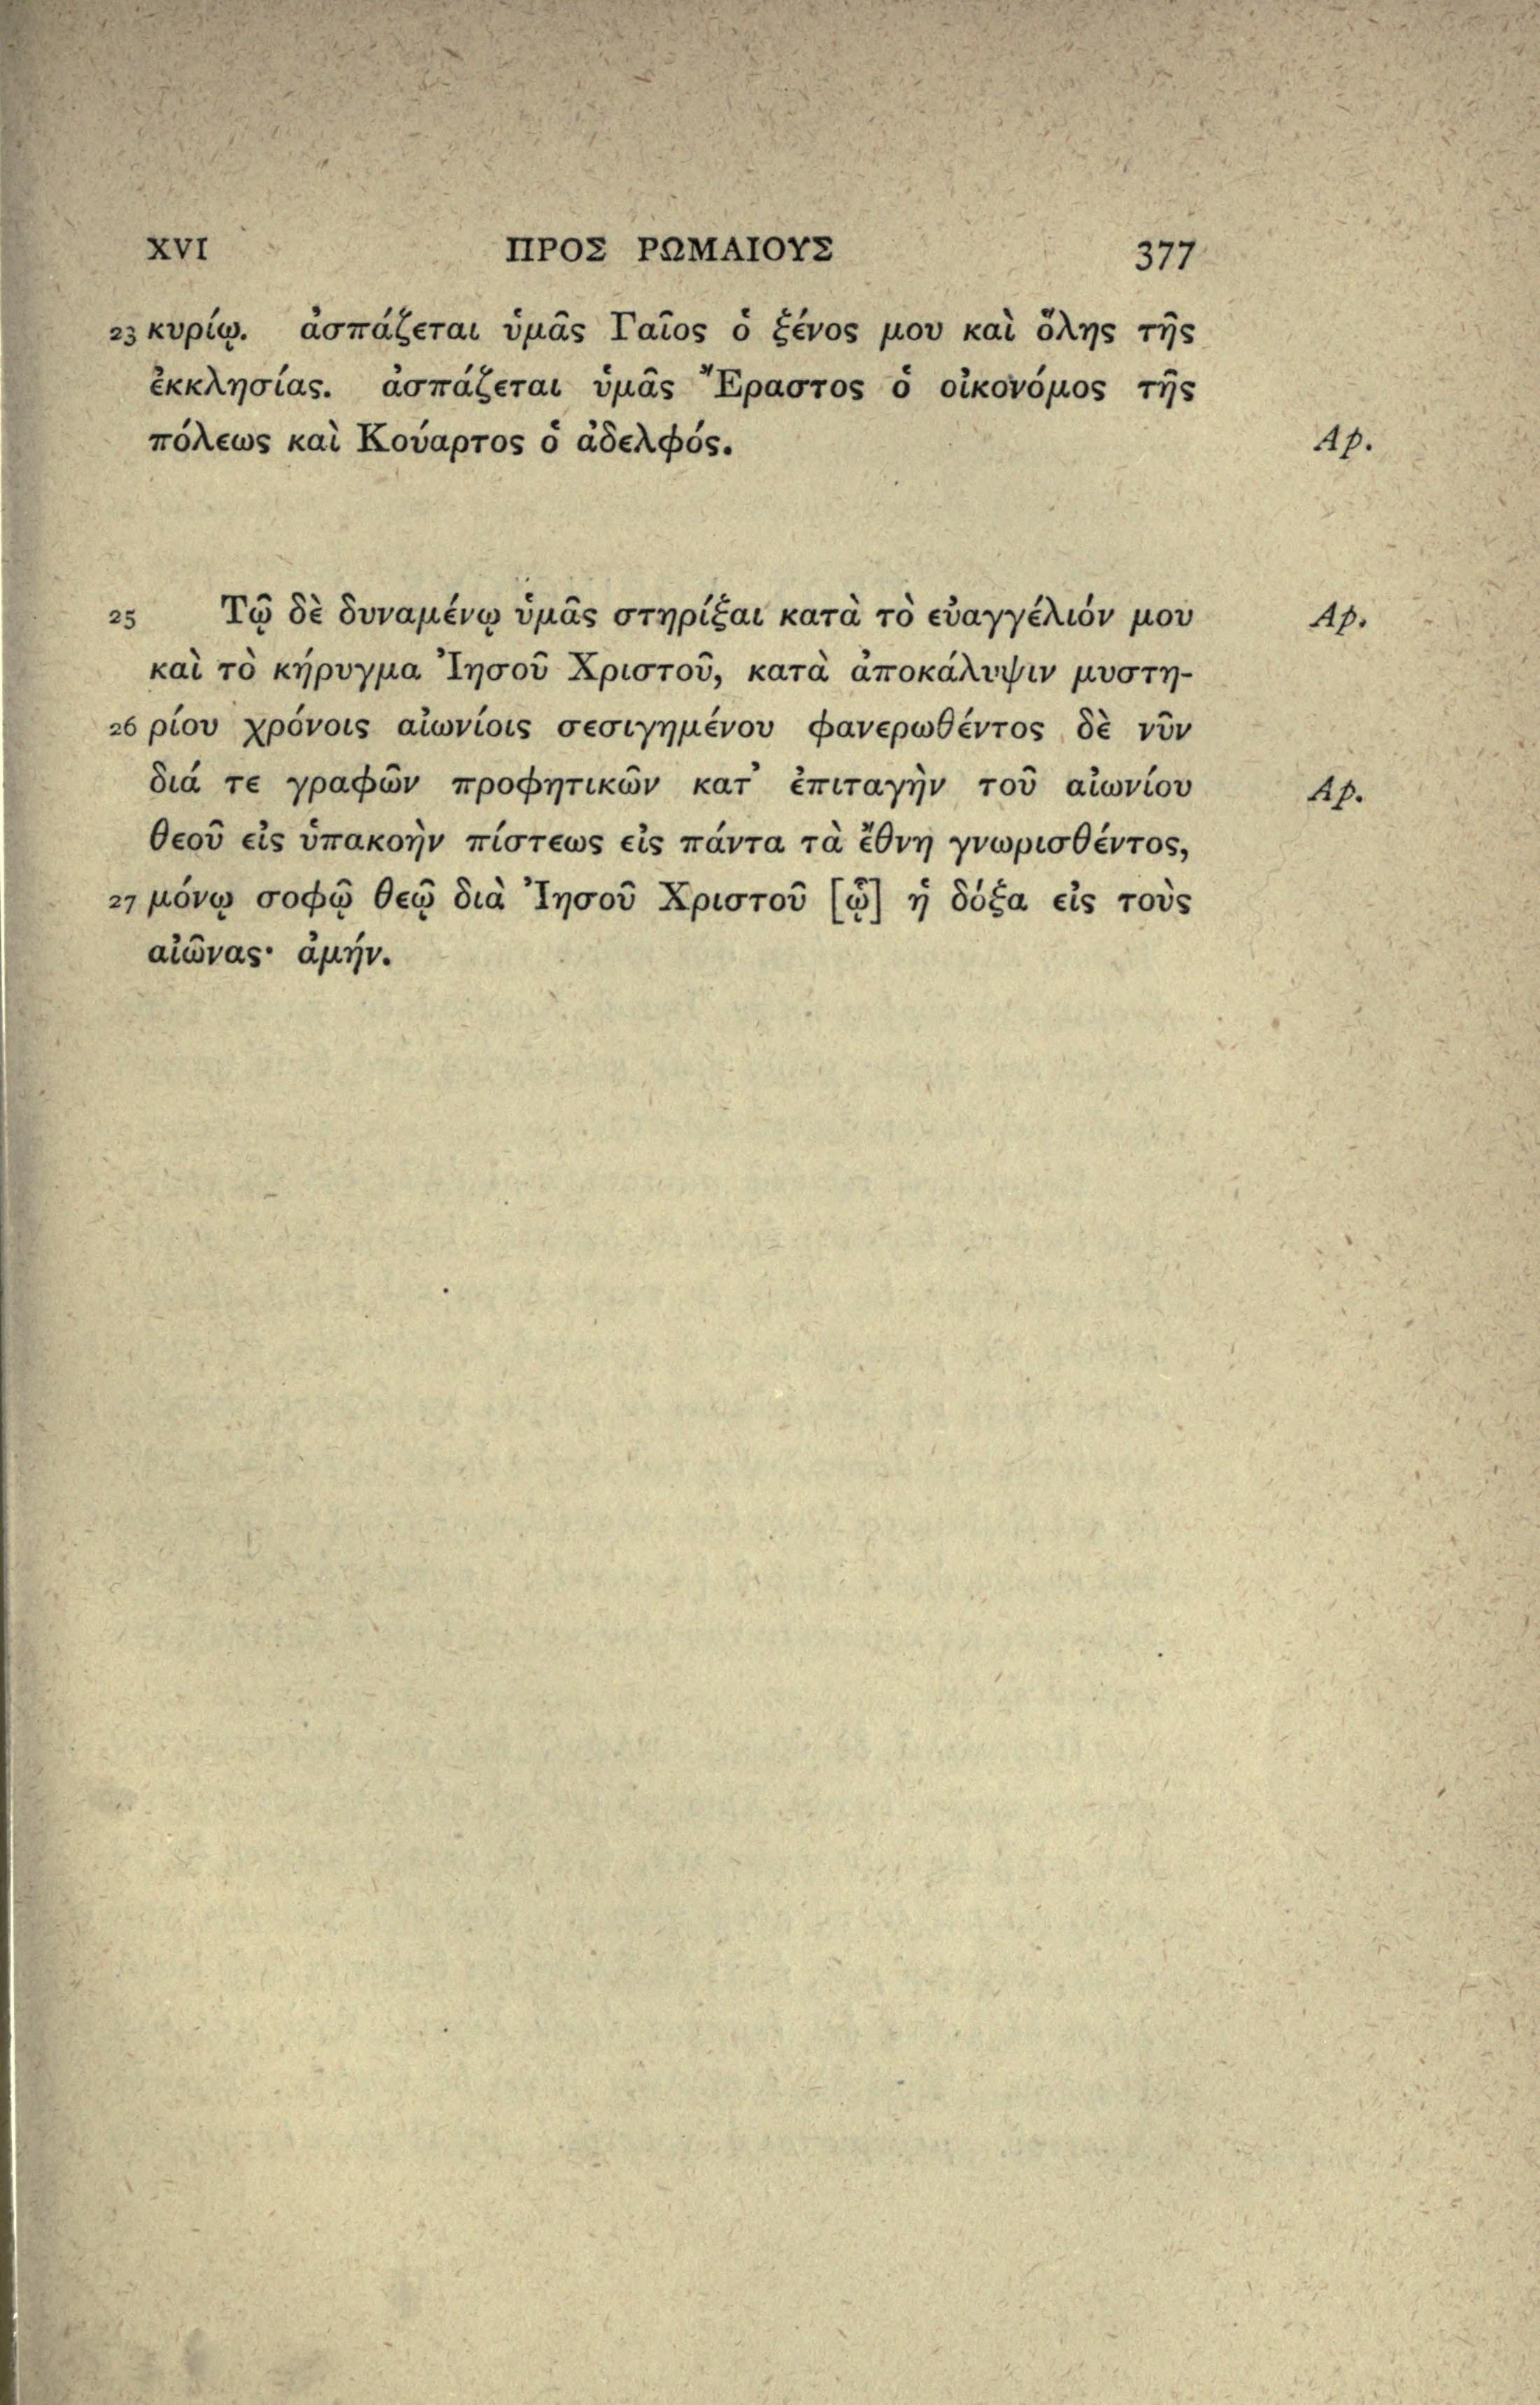 XVI ΠΡΟΣ ΡΩΜΑΙΟΥΣ 377
23 κυρίῳ. ἀσπάζεται ὑμᾶς Γαῖος ὁ ξένος μου καὶ ὅλης τῆς
ἐκκλησίας. ἀσπάζεται ὑμᾶς Ἔραστος ὁ οἰκονόμος τῆς
πόλεως καὶ Κούαρτος ὁ ἀδελφός. Ap.
25 Τῷ δὲ δυναμένῳ ὑμᾶς στηρίξαι κατὰ τὸ εὐαγγέλιόν μου Ap.
καὶ τὸ κήρυγμα Ἰησοῦ Χριστοῦ, κατὰ ἀποκάλυψιν μυστη-
26 ρίου χρόνοις αἰωνίοις σεσιγημένου φανερωθέντος δὲ νῦν
διά τε γραφῶν προφητικῶν κατ᾽ ἐπιταγὴν τοῦ αἰωνίου Ap.
θεοῦ εἰς ὑπακοὴν πίστεως εἰς πάντα τὰ ἔθνη γνωρισθέντος,
27 μόνῳ σοφῷ θεῷ διὰ Ἰησοῦ Χριστοῦ [ᾧ] ἡ δόξα εἰς τοὺς
αἰῶνας· ἀμήν.